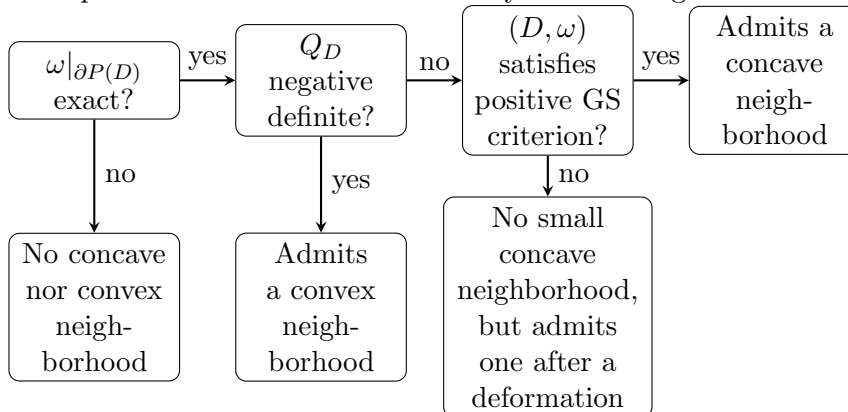 ω|∂P(D)
exact?
yes
Q_D
negative
definite?
no
(D, ω)
satisfies
positive GS
criterion?
yes
Admits a
concave
neigh-
borhood
no
yes
no
No concave
nor convex
neigh-
borhood
Admits
a convex
neigh-
borhood
No small
concave
neighborhood,
but admits
one after a
deformation